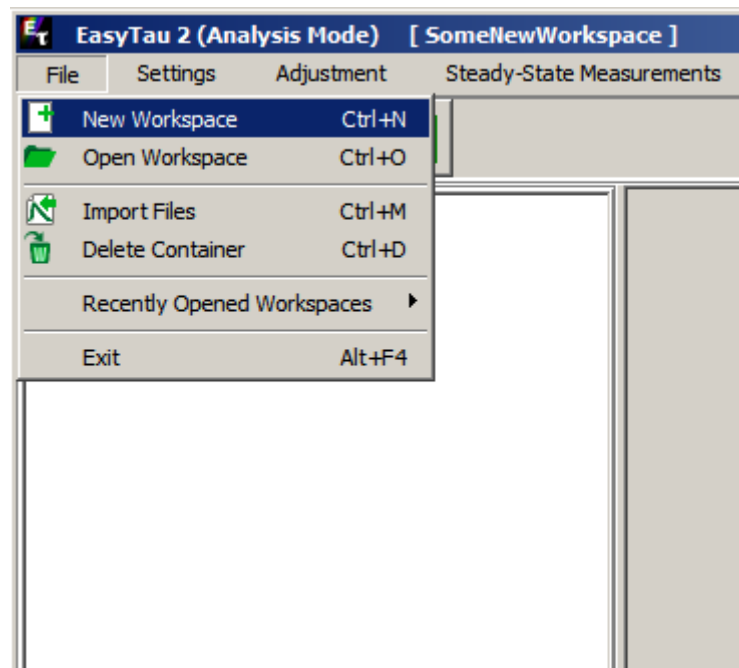 Eτ EasyTau 2 (Analysis Mode) [ SomeNewWorkspace ]
File Settings Adjustment Steady-State Measurements
New Workspace Ctrl+N
Open Workspace Ctrl+O
Import Files Ctrl+M
Delete Container Ctrl+D
Recently Opened Workspaces
Exit Alt+F4